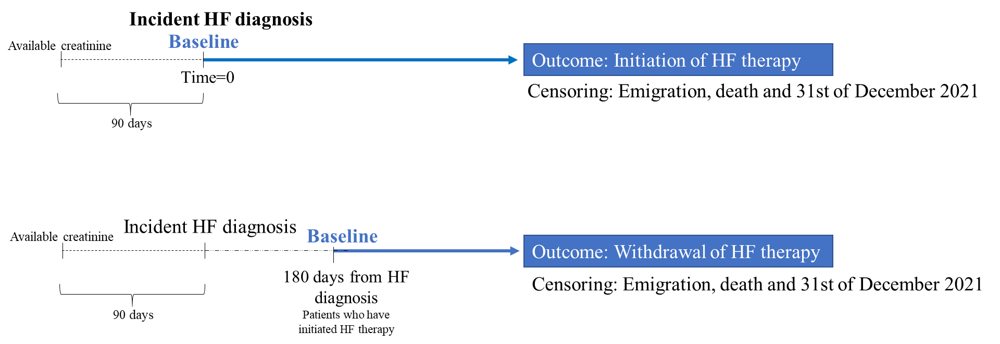 Incident HF diagnosis
Available creatinine
Baseline
Time=0
90 days
Outcome: Initiation of HF therapy
Censoring: Emigration, death and 31st of December 2021
Incident HF diagnosis
Available creatinine
Baseline
180 days from HF
diagnosis
Patients who have
initiated HF therapy
90 days
Outcome: Withdrawal of HF therapy
Censoring: Emigration, death and 31st of December 2021